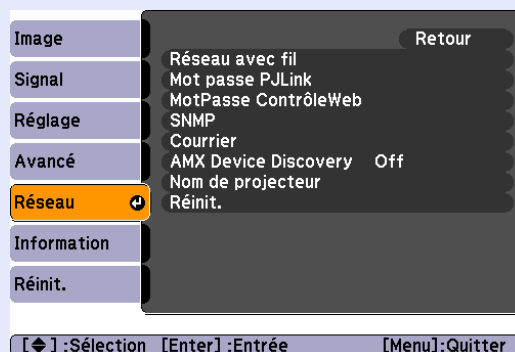 Image
Signal
Réglage
Avancé
Réseau
Information
Réinit.
Retour
Réseau avec fil
Mot passe PJLink
MotPasse ContrôleWeb
SNMP
Courrier
AMX Device Discovery Off
Nom de projecteur
Réinit.
[◆] :Sélection [Enter] :Entrée [Menu]:Quitter